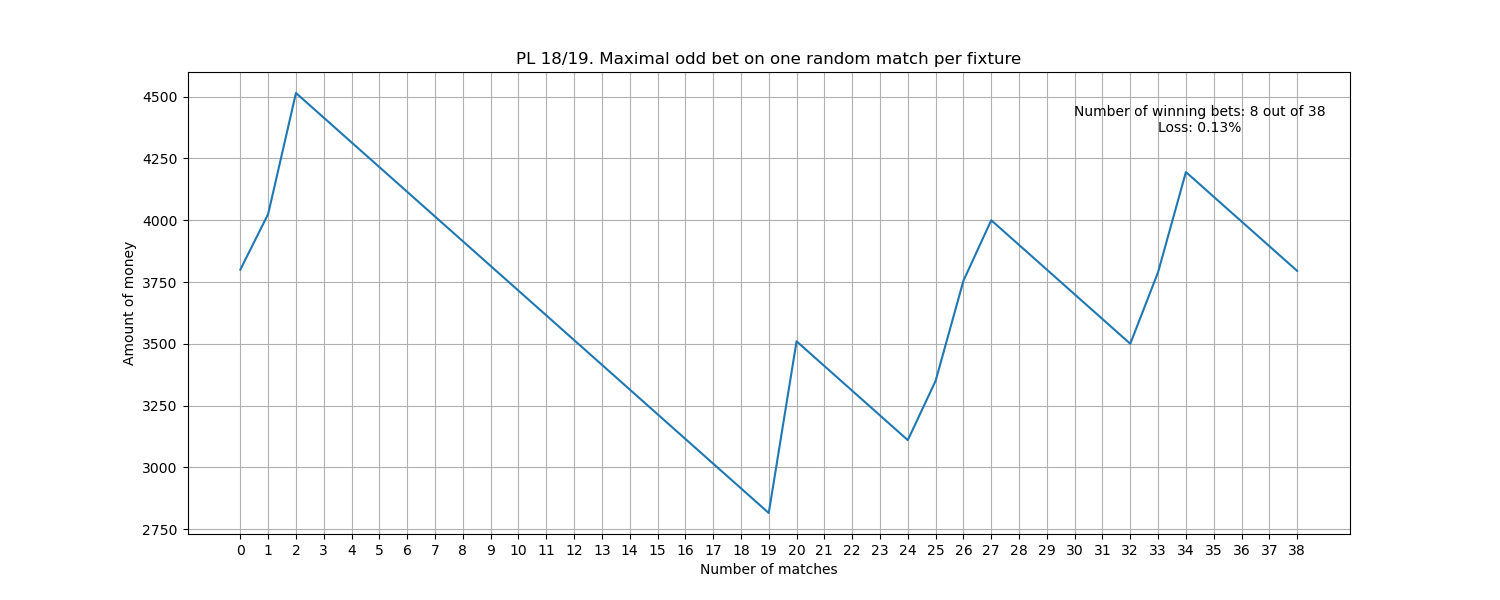 PL 18/19. Maximal odd bet on one random match per fixture
Number of winning bets: 8 out of 38
Loss: 0.13%
Amount of money
4500
4250
4000
3750
3500
3250
3000
2750
0 1 2 3 4 5 6 7 8 9 10 11 12 13 14 15 16 17 18 19 20 21 22 23 24 25 26 27 28 29 30 31 32 33 34 35 36 37 38
Number of matches